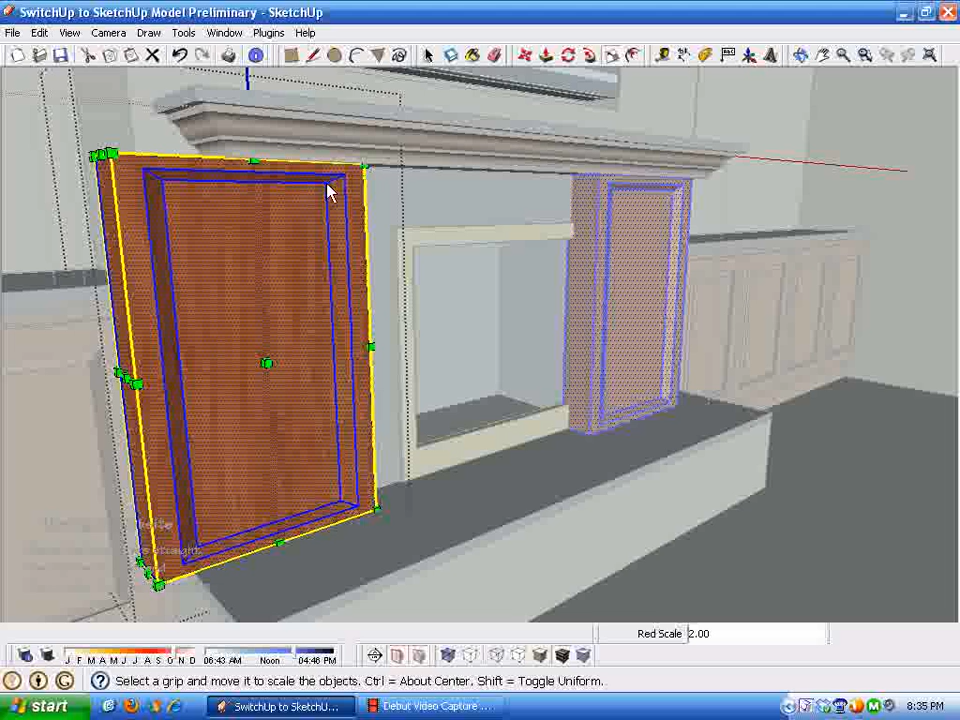 SwitchUp to SketchUp Model Preliminary - SketchUp
File Edit View Camera Draw Tools Window Plugins Help
Red Scale 2.00
J F M A M J J A S O N D 06:43 AM Noon 04:46 PM
Select a grip and move it to scale the objects. Ctrl = About Center. Shift = Toggle Uniform.
start SwitchUp to SketchU... Debut Video Capture ... 8:35 PM